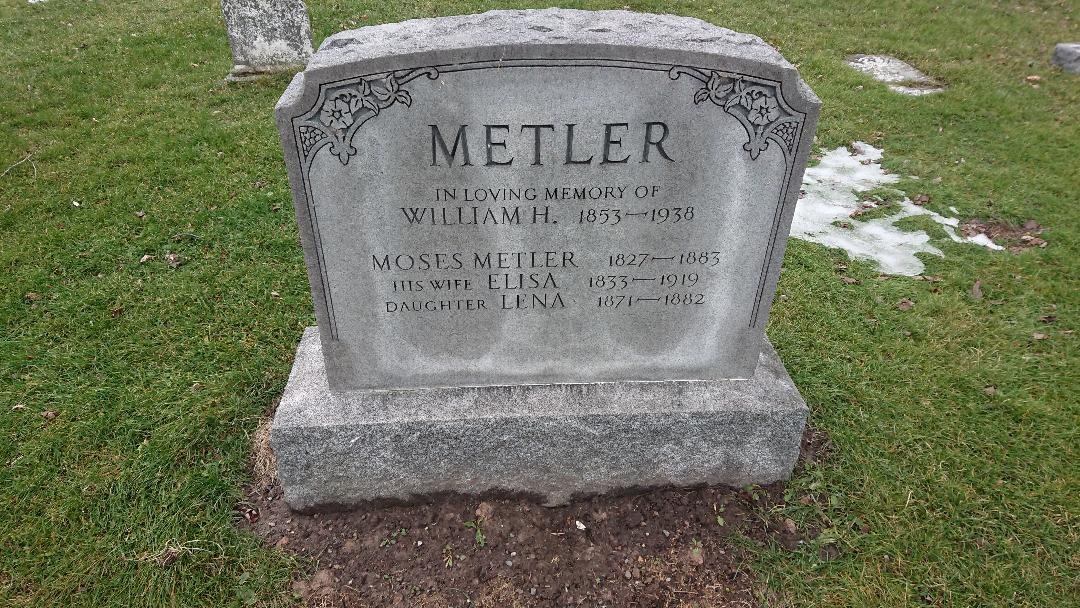 METLER
IN LOVING MEMORY OF
WILLIAM H. 1853–1938
MOSES METLER 1827–1883
HIS WIFE ELISA 1833–1919
DAUGHTER LENA 1871–1882